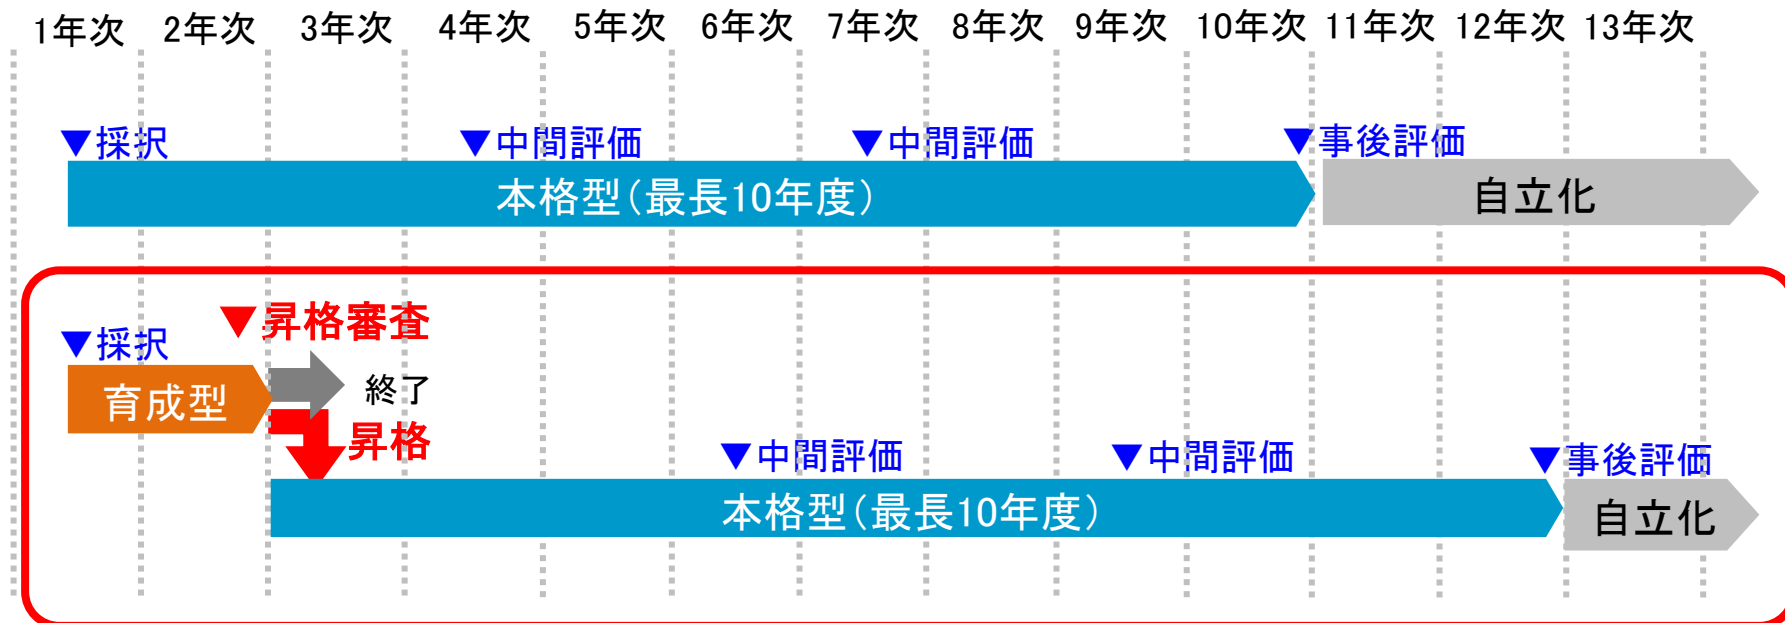 1年次 2年次 3年次 4年次 5年次 6年次 7年次 8年次 9年次 10年次 11年次 12年次 13年次
▼採択 ▼中間評価 ▼中間評価 ▼事後評価
本格型（最長10年度） 自立化
▼昇格審査
▼採択
育成型 終了
昇格
▼中間評価 ▼中間評価 ▼事後評価
本格型（最長10年度） 自立化